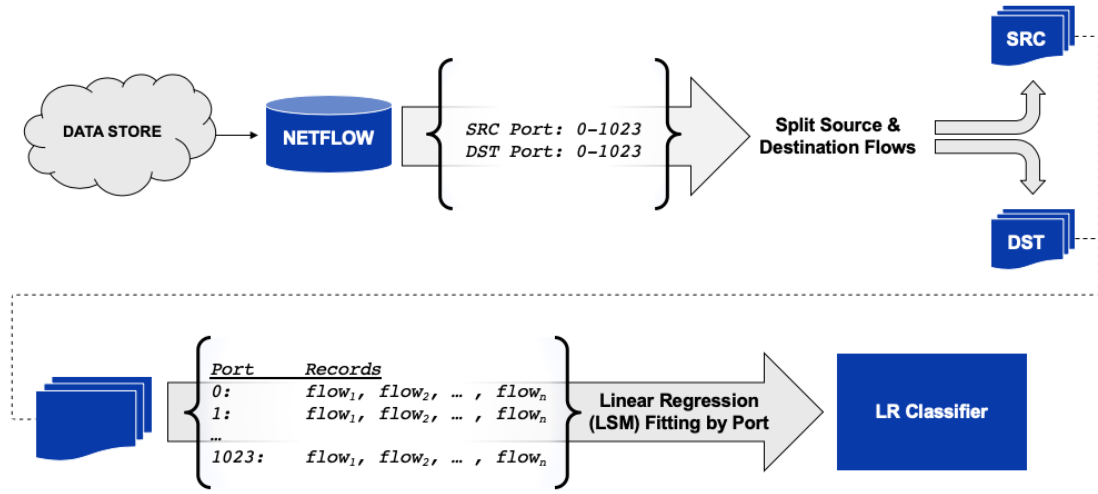 SRC
DATA STORE
NETFLOW
SRC Port: 0-1023
DST Port: 0-1023
Split Source &
Destination Flows
DST
Port Records
0: flow₁, flow₂, … , flowₙ
1: flow₁, flow₂, … , flowₙ
…
1023: flow₁, flow₂, … , flowₙ
Linear Regression
(LSM) Fitting by Port
LR Classifier